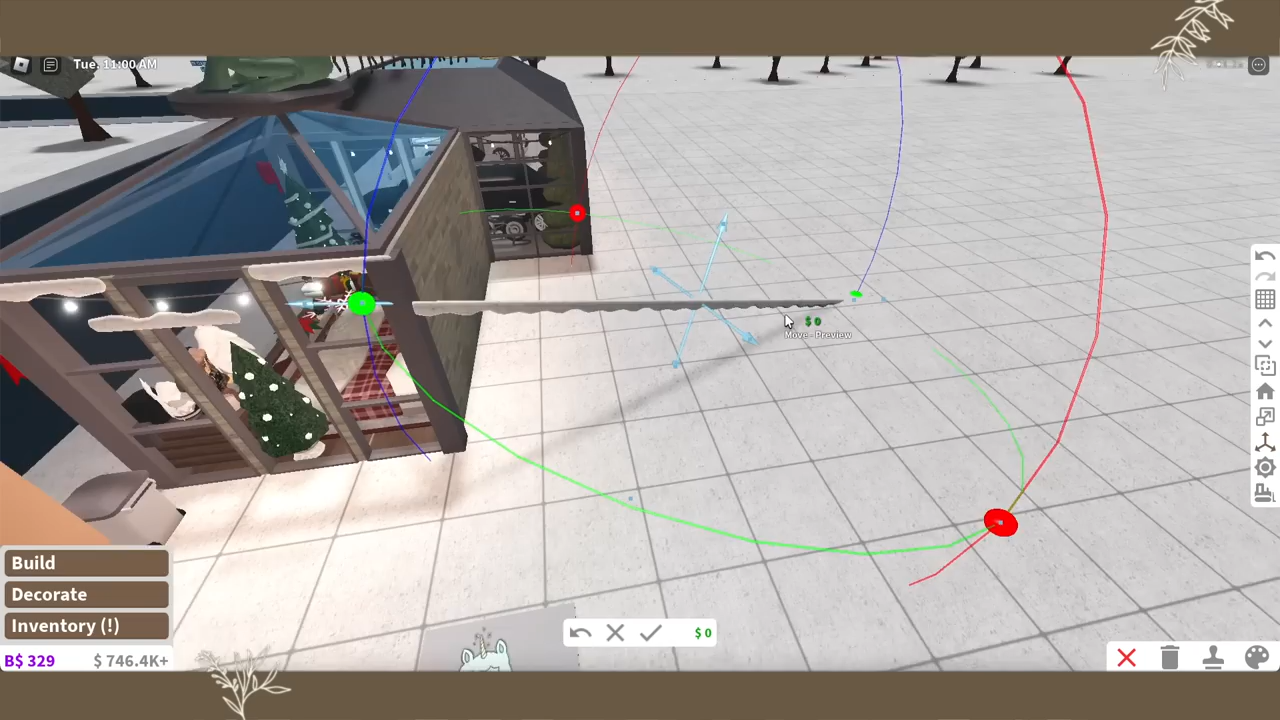 Tue. 11:00 AM
$ 0
Move - Preview
Build
Decorate
Inventory (!)
B$ 329
$ 746.4K+
$ 0